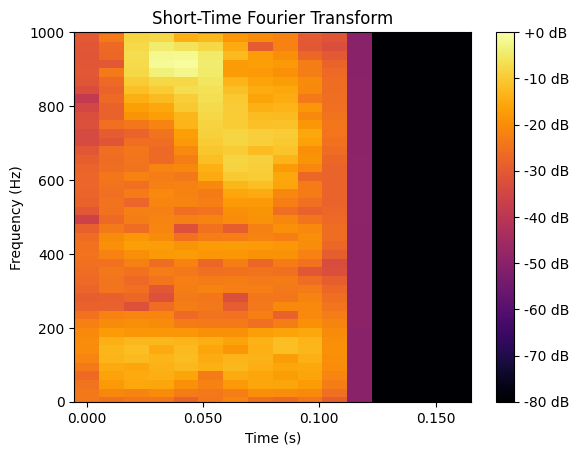 Short-Time Fourier Transform
Frequency (Hz)
1000
800
600
400
200
0
0.000
0.050
0.100
0.150
Time (s)
+0 dB
-10 dB
-20 dB
-30 dB
-40 dB
-50 dB
-60 dB
-70 dB
-80 dB